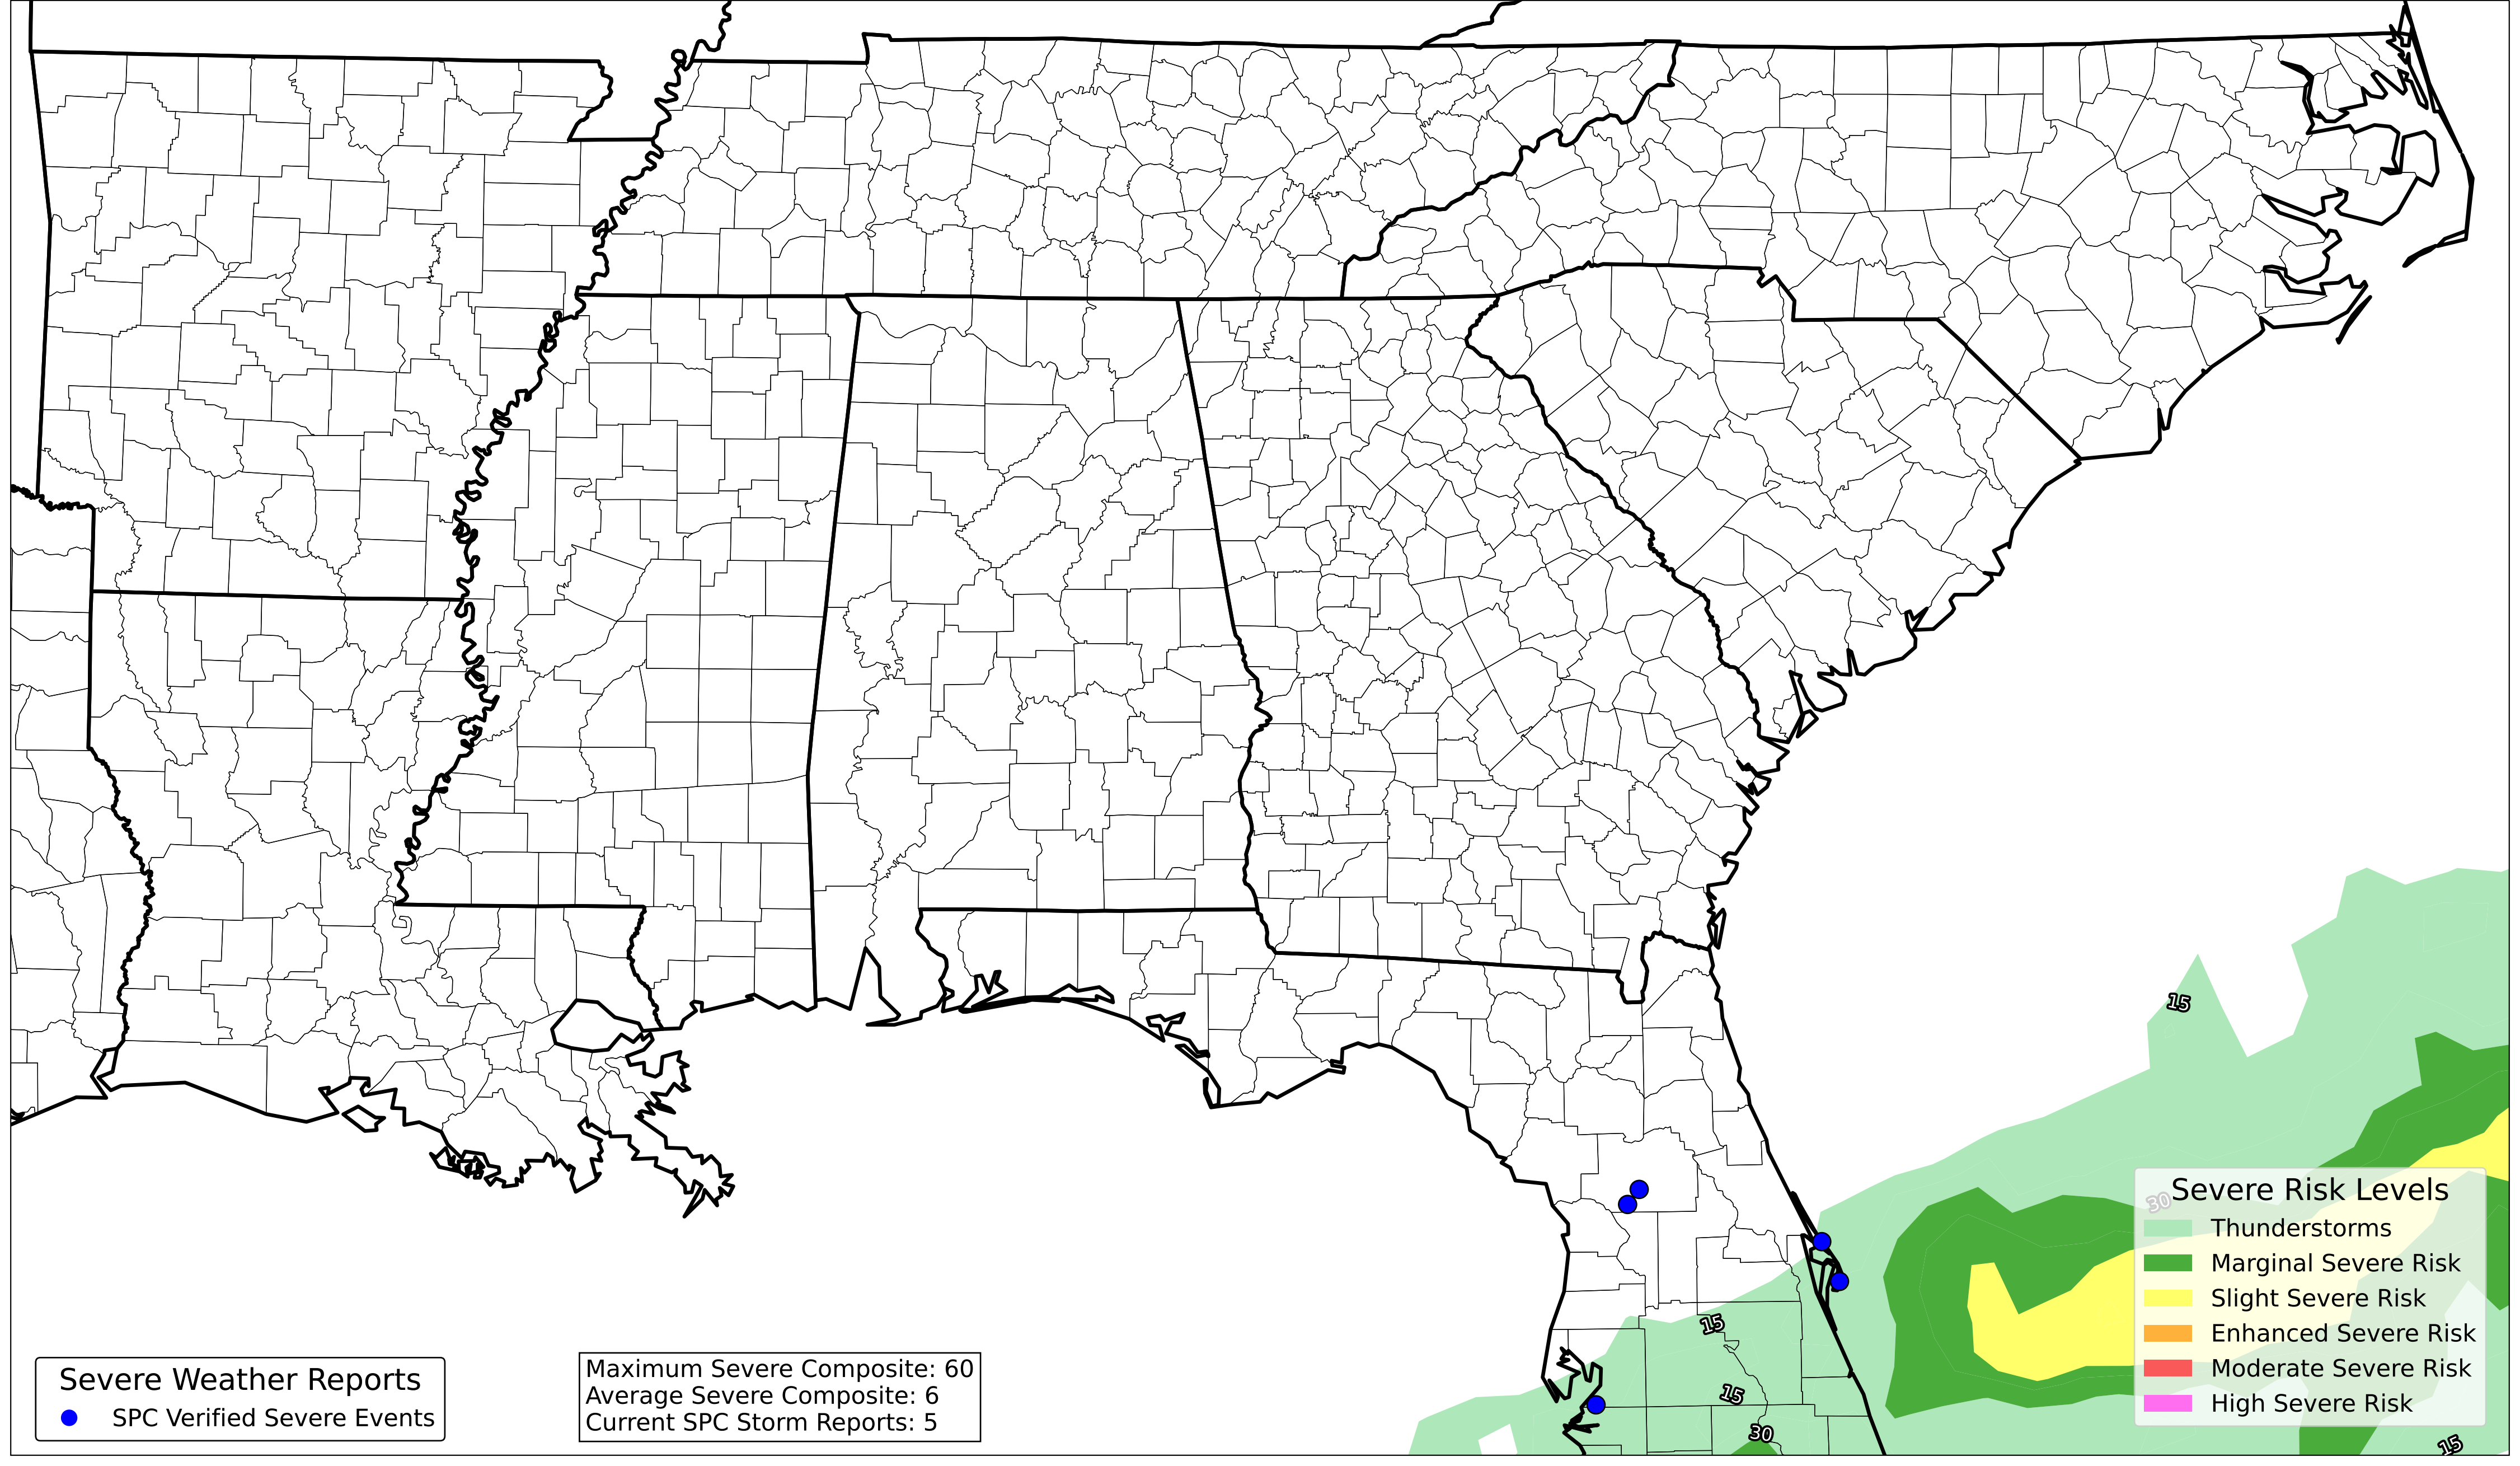 15
30
Severe Risk Levels
Thunderstorms
Marginal Severe Risk
Slight Severe Risk
Enhanced Severe Risk
Moderate Severe Risk
High Severe Risk
15
15
30
15
Severe Weather Reports
SPC Verified Severe Events
Maximum Severe Composite: 60
Average Severe Composite: 6
Current SPC Storm Reports: 5